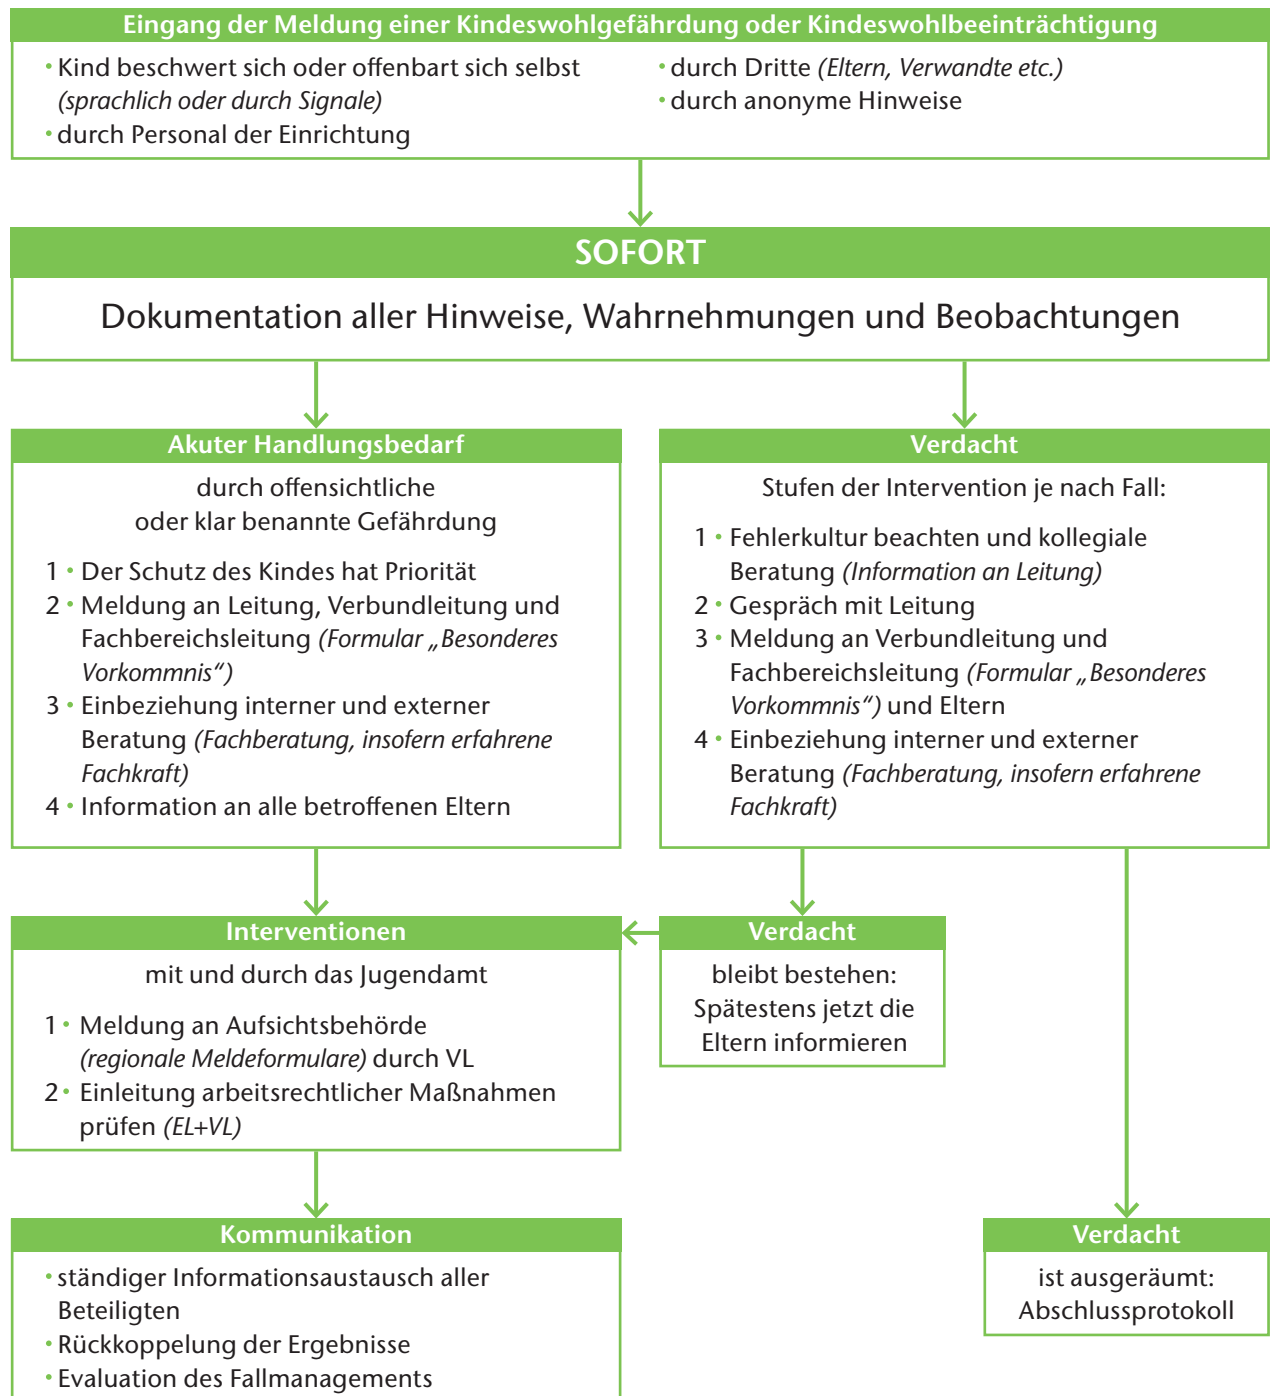 Eingang der Meldung einer Kindeswohlgefährdung oder Kindeswohlbeeinträchtigung
• Kind beschwert sich oder offenbart sich selbst
(sprachlich oder durch Signale)
• durch Personal der Einrichtung
• durch Dritte (Eltern, Verwandte etc.)
• durch anonyme Hinweise
SOFORT
Dokumentation aller Hinweise, Wahrnehmungen und Beobachtungen
Akuter Handlungsbedarf
durch offensichtliche
oder klar benannte Gefährdung
1 • Der Schutz des Kindes hat Priorität
2 • Meldung an Leitung, Verbundleitung und
Fachbereichsleitung (Formular „Besonderes
Vorkommnis“)
3 • Einbeziehung interner und externer
Beratung (Fachberatung, insofern erfahrene
Fachkraft)
4 • Information an alle betroffenen Eltern
Verdacht
Stufen der Intervention je nach Fall:
1 • Fehlerkultur beachten und kollegiale
Beratung (Information an Leitung)
2 • Gespräch mit Leitung
3 • Meldung an Verbundleitung und
Fachbereichsleitung (Formular „Besonderes
Vorkommnis“) und Eltern
4 • Einbeziehung interner und externer
Beratung (Fachberatung, insofern erfahrene
Fachkraft)
Interventionen
mit und durch das Jugendamt
1 • Meldung an Aufsichtsbehörde
(regionale Meldeformulare) durch VL
2 • Einleitung arbeitsrechtlicher Maßnahmen
prüfen (EL+VL)
Verdacht
bleibt bestehen:
Spätestens jetzt die
Eltern informieren
Kommunikation
• ständiger Informationsaustausch aller
Beteiligten
• Rückkoppelung der Ergebnisse
• Evaluation des Fallmanagements
Verdacht
ist ausgeräumt:
Abschlussprotokoll